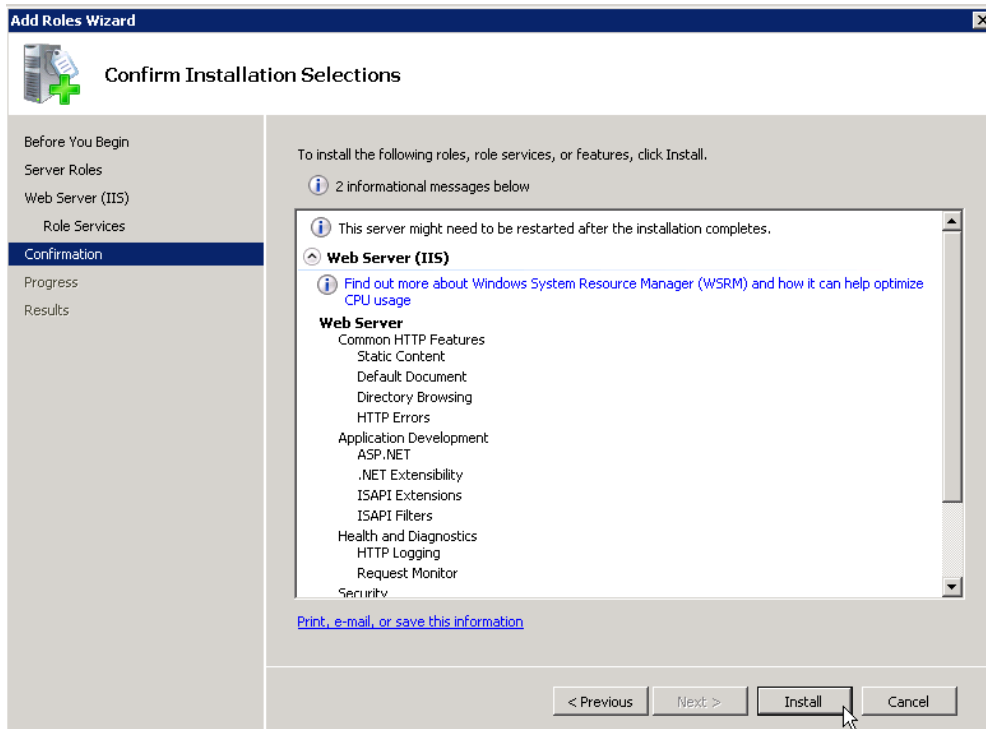 Add Roles Wizard
Confirm Installation Selections
Before You Begin
Server Roles
Web Server (IIS)
Role Services
Confirmation
Progress
Results
To install the following roles, role services, or features, click Install.
2 informational messages below
This server might need to be restarted after the installation completes.
Web Server (IIS)
Find out more about Windows System Resource Manager (WSRM) and how it can help optimize
CPU usage
Web Server
Common HTTP Features
Static Content
Default Document
Directory Browsing
HTTP Errors
Application Development
ASP.NET
.NET Extensibility
ISAPI Extensions
ISAPI Filters
Health and Diagnostics
HTTP Logging
Request Monitor
Security
Print, e-mail, or save this information
< Previous
Next >
Install
Cancel